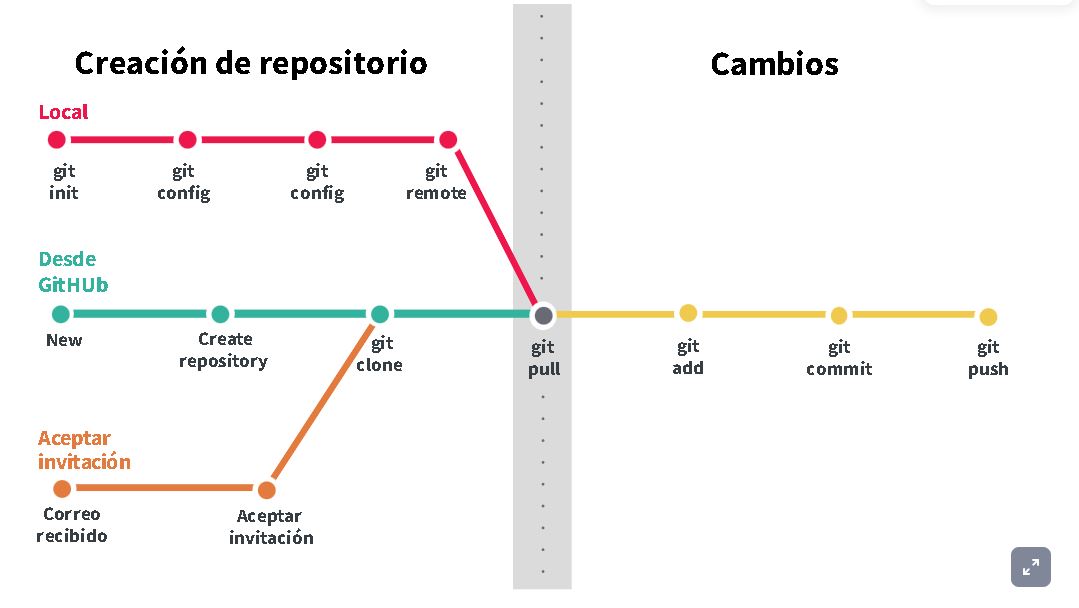 Creación de repositorio
Cambios
Local
git
init
git
config
git
config
git
remote
Desde
GitHUb
New
Create
repository
git
clone
git
pull
git
add
git
commit
git
push
Aceptar
invitación
Correo
recibido
Aceptar
invitación